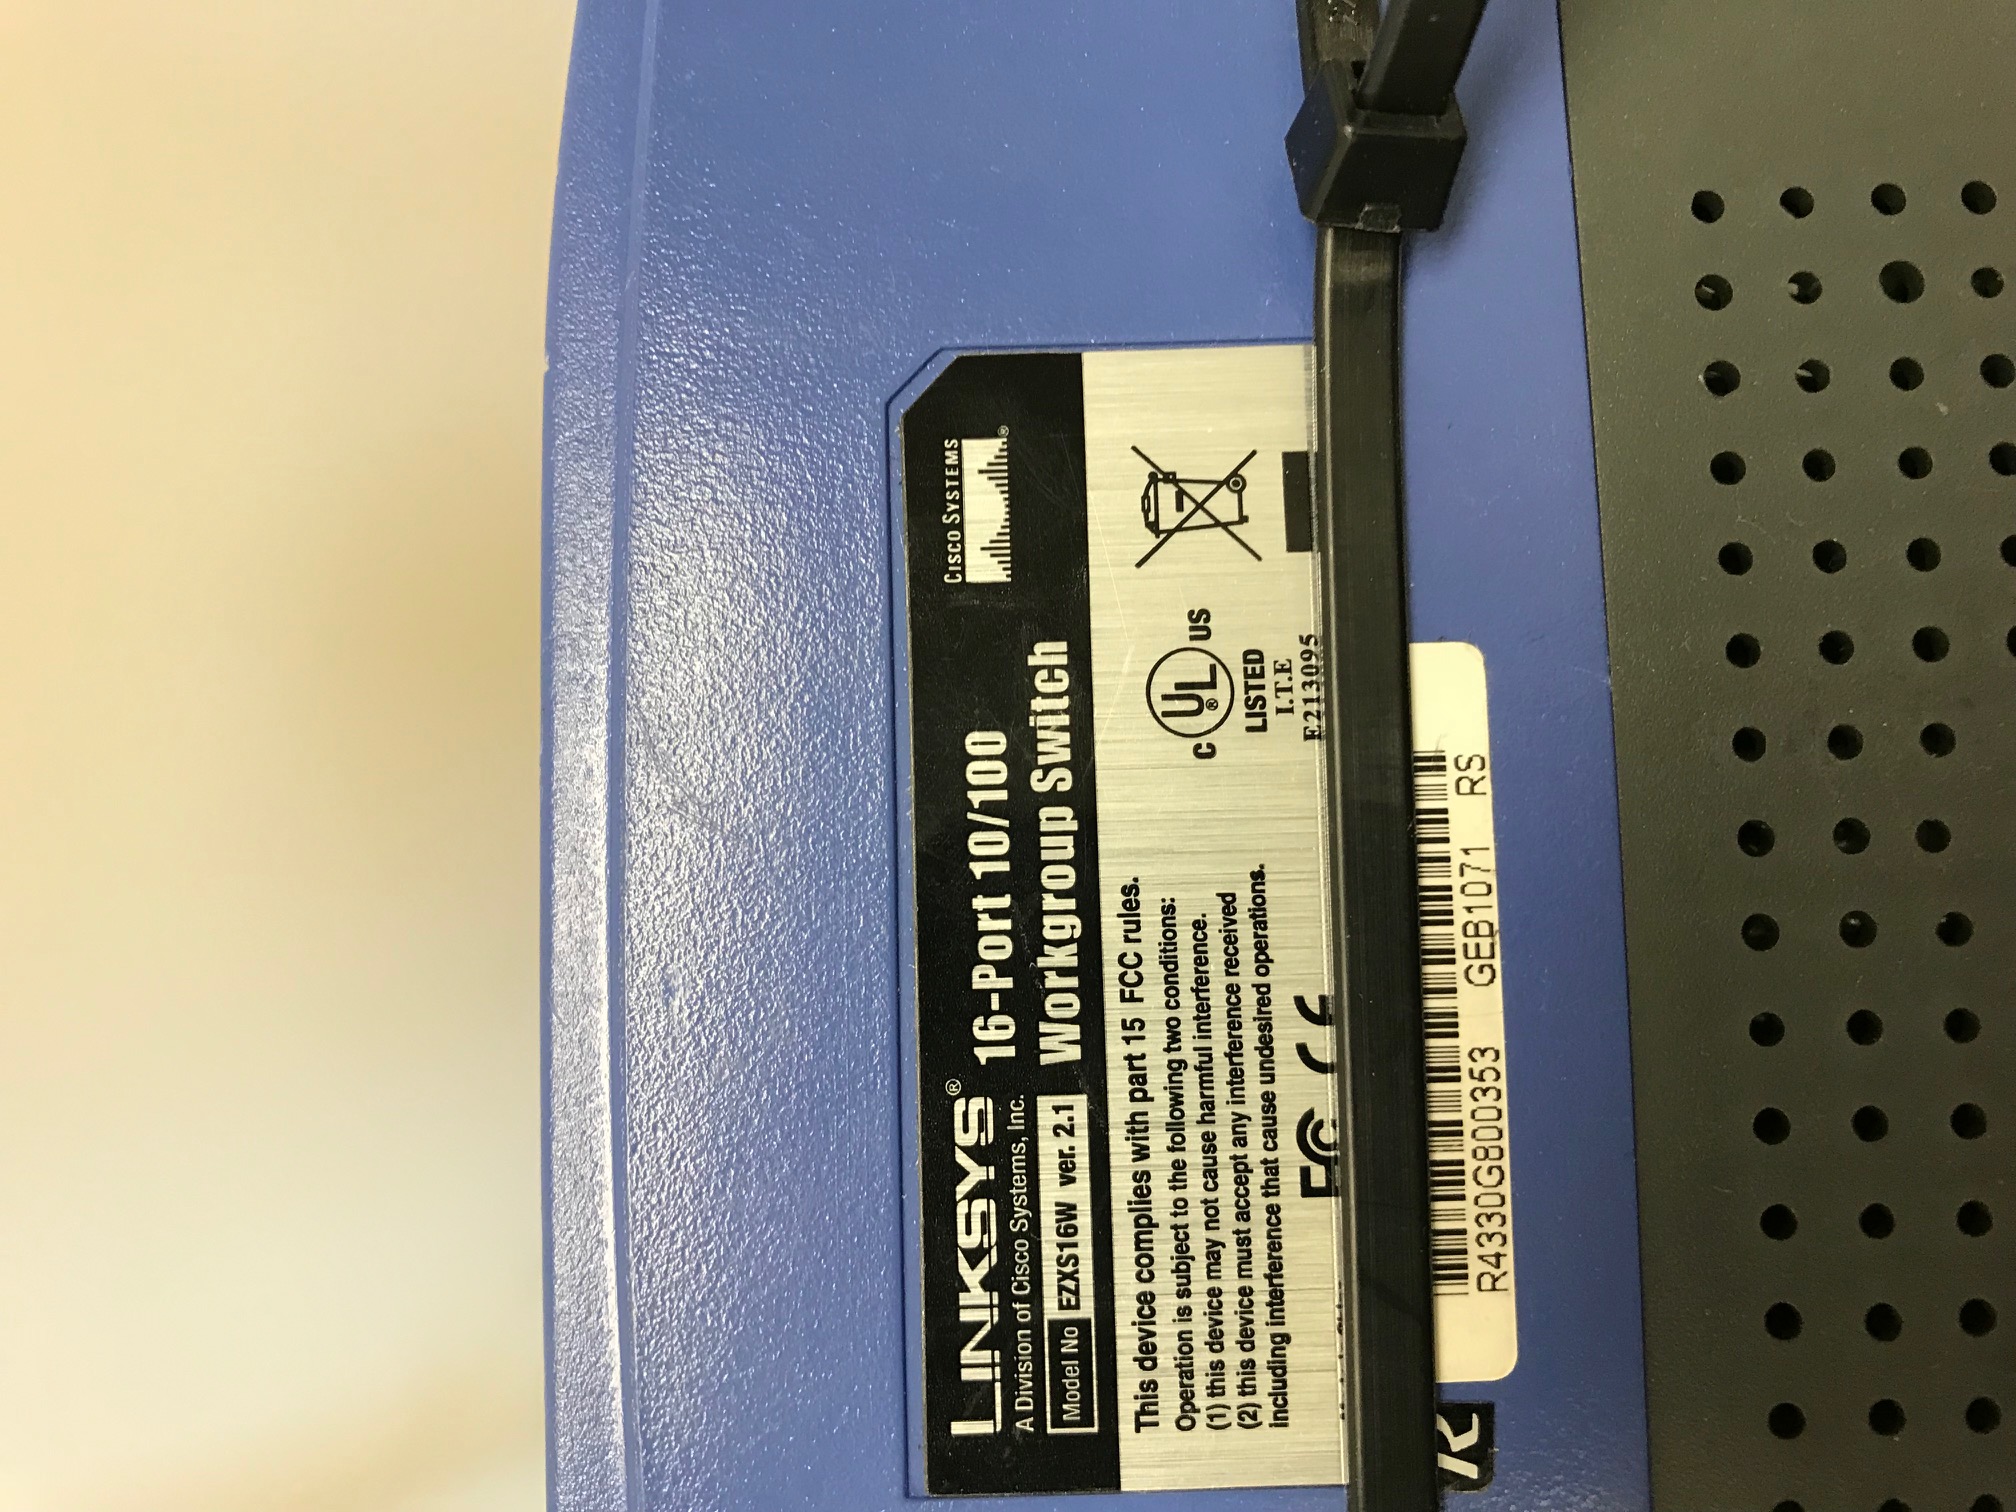 LINKSYS®
A Division of Cisco Systems, Inc.
16-Port 10/100
Workgroup Switch
Model No EZXS16W ver. 2.1
CISCO SYSTEMS
®
This device complies with part 15 FCC rules.
Operation is subject to the following two conditions:
(1) this device may not cause harmful interference.
(2) this device must accept any interference received
including interference that cause undesired operations.
C UL® US
LISTED
I.T.E
E213095
FC CE
R4330G800353 GEB1071 RS
R